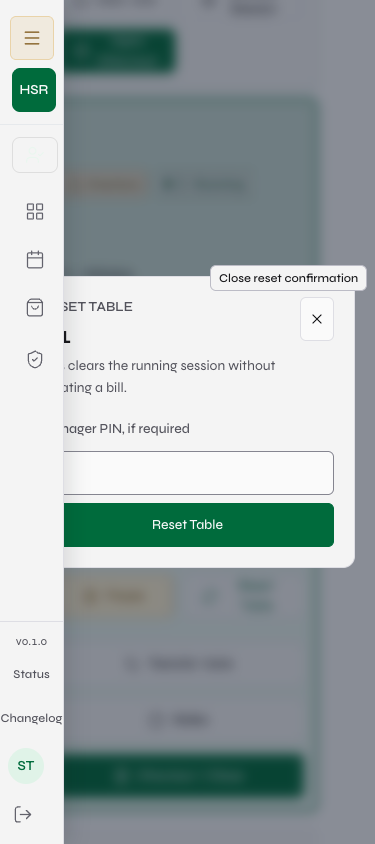 HSR
Close reset confirmation
SET TABLE
L
clears the running session without
ating a bill.
nager PIN, if required
Reset Table
v0.1.0
Status
Changelog
ST